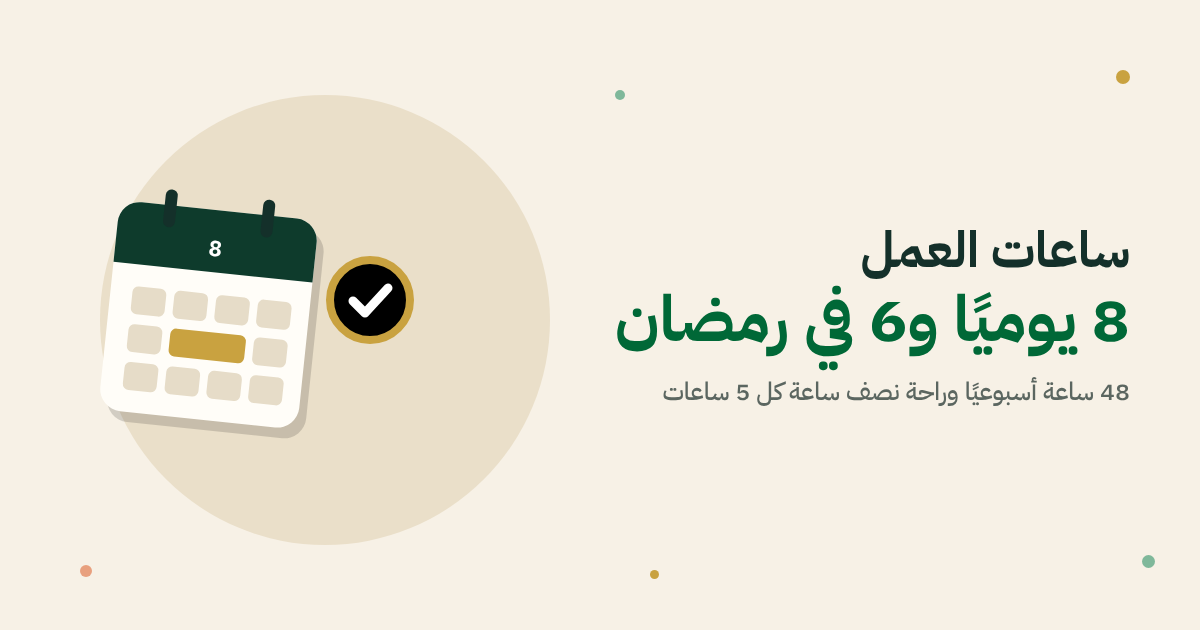 ساعات العمل
8 يوميًا و6 في رمضان
48 ساعة أسبوعيًا وراحة نصف ساعة كل 5 ساعات
8